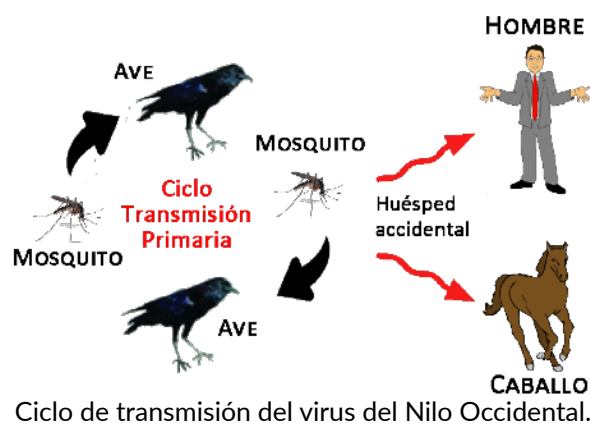 HOMBRE
AVE
MOSQUITO
Ciclo
Transmisión
Primaria
Huésped
accidental
MOSQUITO
AVE
CABALLO
Ciclo de transmisión del virus del Nilo Occidental.